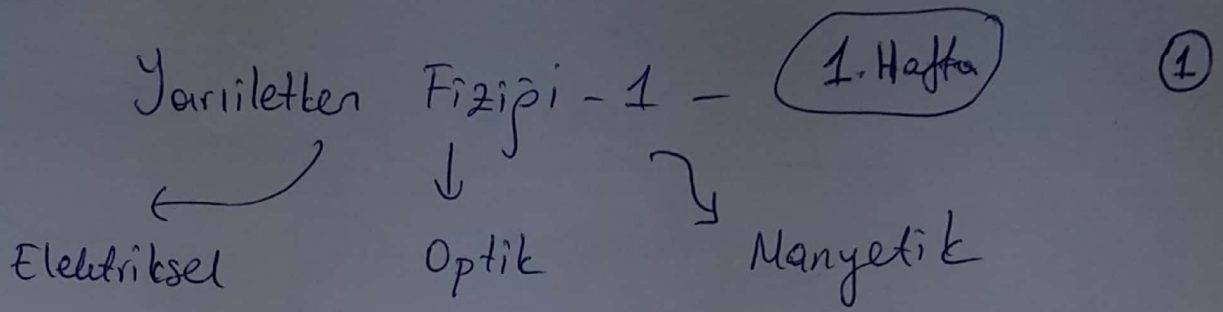 Yarıiletken Fiziği - 1 - 1. Hafta 1
Elektriksel Optik Manyetik